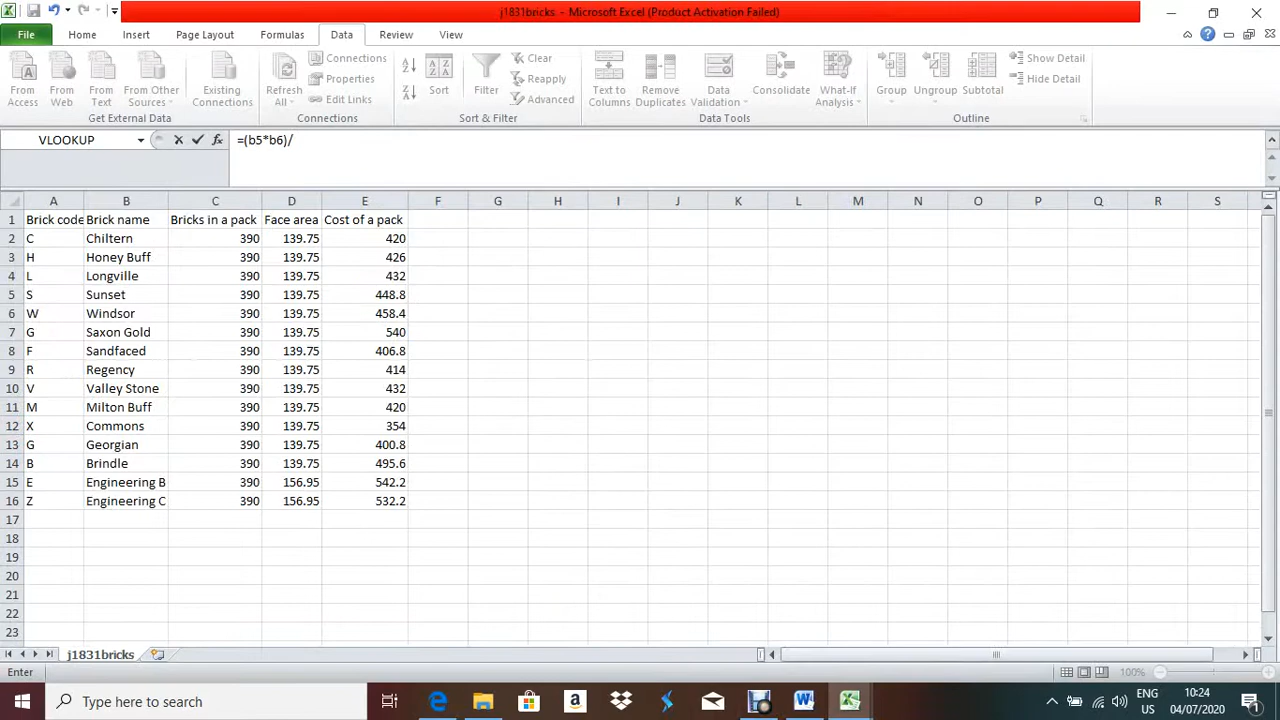 j1831bricks - Microsoft Excel (Product Activation Failed)
File Home Insert Page Layout Formulas Data Review View
From Access
From Web
From Text
From Other Sources
Existing Connections
Get External Data
Refresh All
Connections
Properties
Edit Links
Connections
Sort
Filter
Clear
Reapply
Advanced
Sort & Filter
Text to Columns
Remove Duplicates
Data Validation
Consolidate
What-If Analysis
Data Tools
Group
Ungroup
Subtotal
Show Detail
Hide Detail
Outline
VLOOKUP fx =(b5*b6)/
A B C D E F G H I J K L M N O P Q R S
1 Brick code Brick name Bricks in a pack Face area Cost of a pack
2 C Chiltern 390 139.75 420
3 H Honey Buff 390 139.75 426
4 L Longville 390 139.75 432
5 S Sunset 390 139.75 448.8
6 W Windsor 390 139.75 458.4
7 G Saxon Gold 390 139.75 540
8 F Sandfaced 390 139.75 406.8
9 R Regency 390 139.75 414
10 V Valley Stone 390 139.75 432
11 M Milton Buff 390 139.75 420
12 X Commons 390 139.75 354
13 G Georgian 390 139.75 400.8
14 B Brindle 390 139.75 495.6
15 E Engineering B 390 156.95 542.2
16 Z Engineering C 390 156.95 532.2
17
18
19
20
21
22
23
j1831bricks
Enter 100%
Type here to search
ENG US
10:24
04/07/2020